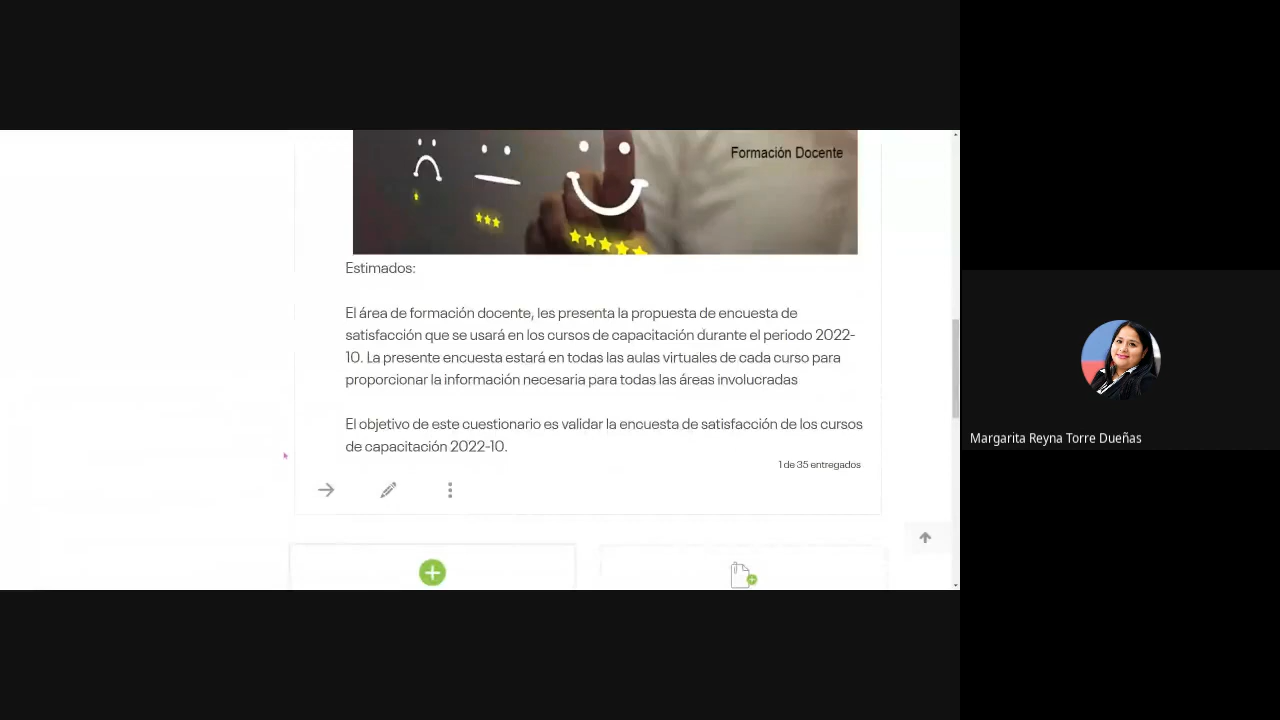 Formación Docente
Estimados:
El área de formación docente, les presenta la propuesta de encuesta de
satisfacción que se usará en los cursos de capacitación durante el periodo 2022-
10. La presente encuesta estará en todas las aulas virtuales de cada curso para
proporcionar la información necesaria para todas las áreas involucradas
El objetivo de este cuestionario es validar la encuesta de satisfacción de los cursos
de capacitación 2022-10.
1 de 35 entregados
Margarita Reyna Torre Dueñas